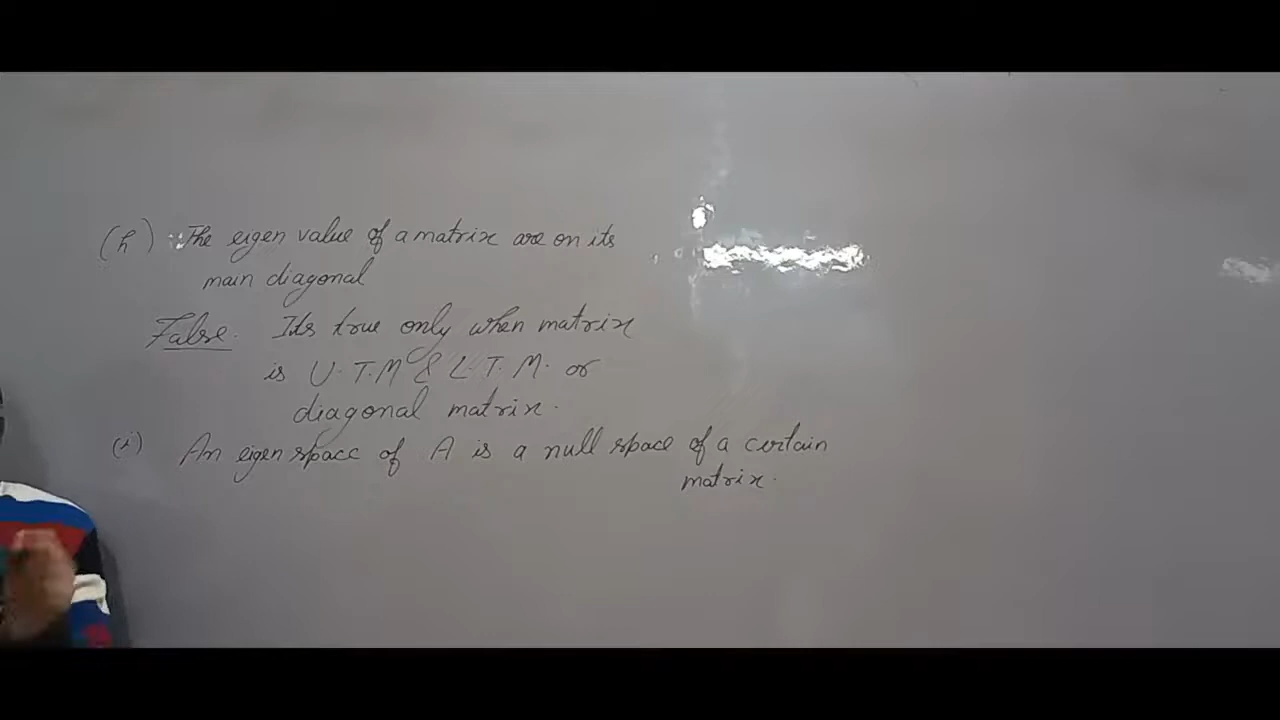 (h) The eigen value of a matrix are on its
main diagonal
False. Its true only when matrix
is U.T.M & L.T.M. or
diagonal matrix.
(i) An eigen space of A is a null space of a certain
matrix.